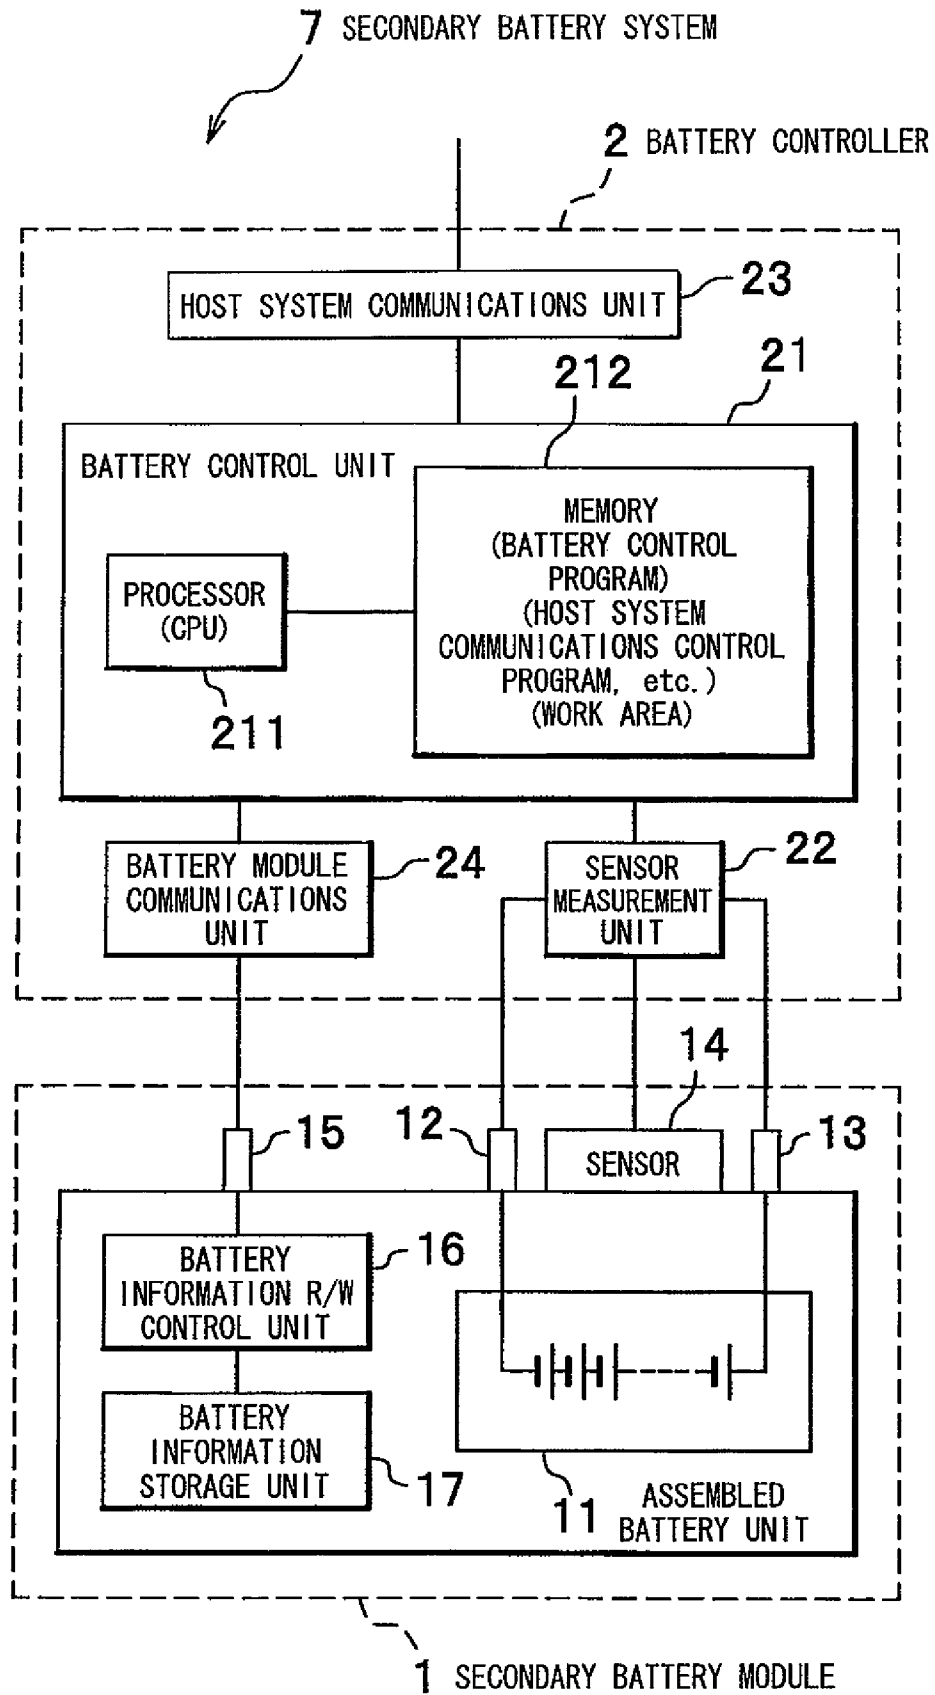 7 SECONDARY BATTERY SYSTEM
2 BATTERY CONTROLLER
HOST SYSTEM COMMUNICATIONS UNIT
23
21
212
BATTERY CONTROL UNIT
MEMORY
(BATTERY CONTROL
PROGRAM)
(HOST SYSTEM
COMMUNICATIONS CONTROL
PROGRAM, etc.)
(WORK AREA)
PROCESSOR
(CPU)
211
BATTERY MODULE
COMMUNICATIONS
UNIT
24
SENSOR
MEASUREMENT
UNIT
22
14
15
12
SENSOR
13
BATTERY
INFORMATION R/W
CONTROL UNIT
16
BATTERY
INFORMATION
STORAGE UNIT
17
11
ASSEMBLED
BATTERY UNIT
1 SECONDARY BATTERY MODULE